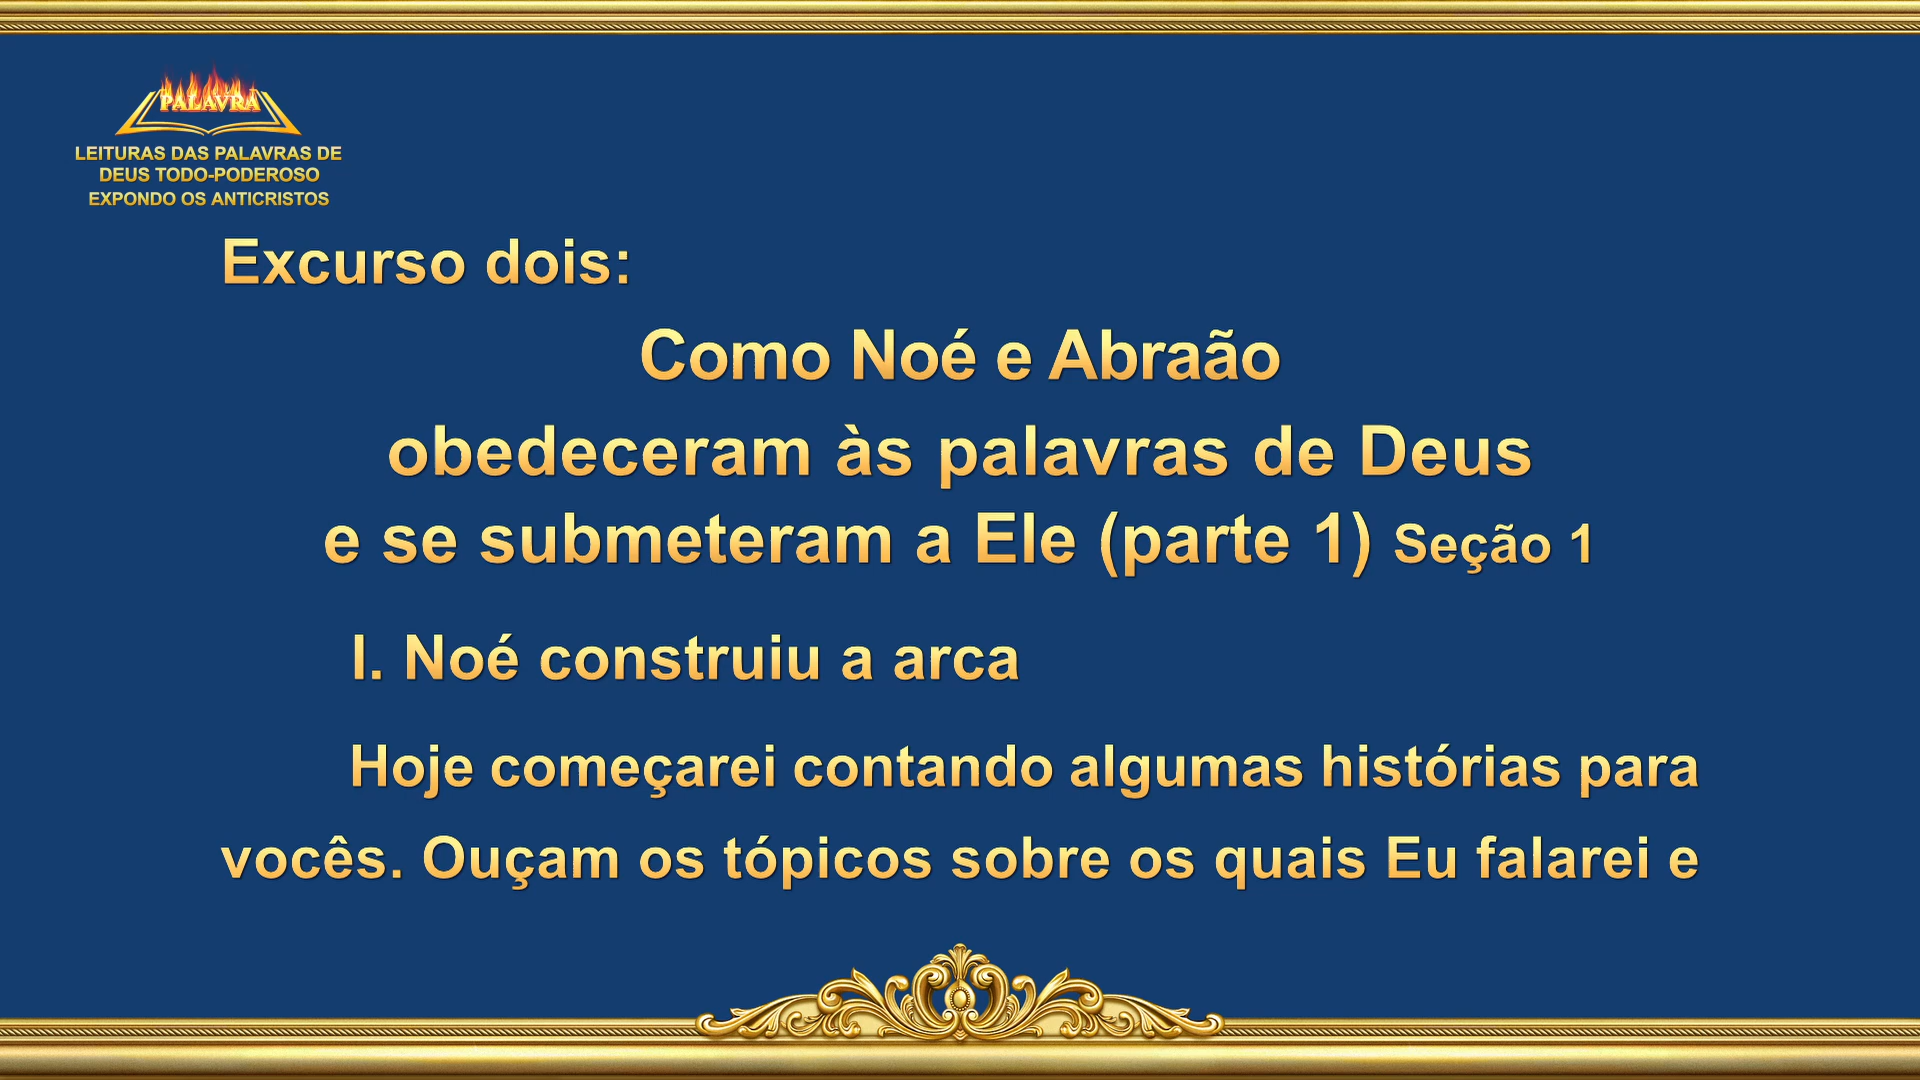 PALAVRA
LEITURAS DAS PALAVRAS DE
DEUS TODO-PODEROSO
EXPONDO OS ANTICRISTOS
Excurso dois:
Como Noé e Abraão
obedeceram às palavras de Deus
e se submeteram a Ele (parte 1) Seção 1
I. Noé construiu a arca
Hoje começarei contando algumas histórias para
vocês. Ouçam os tópicos sobre os quais Eu falarei e